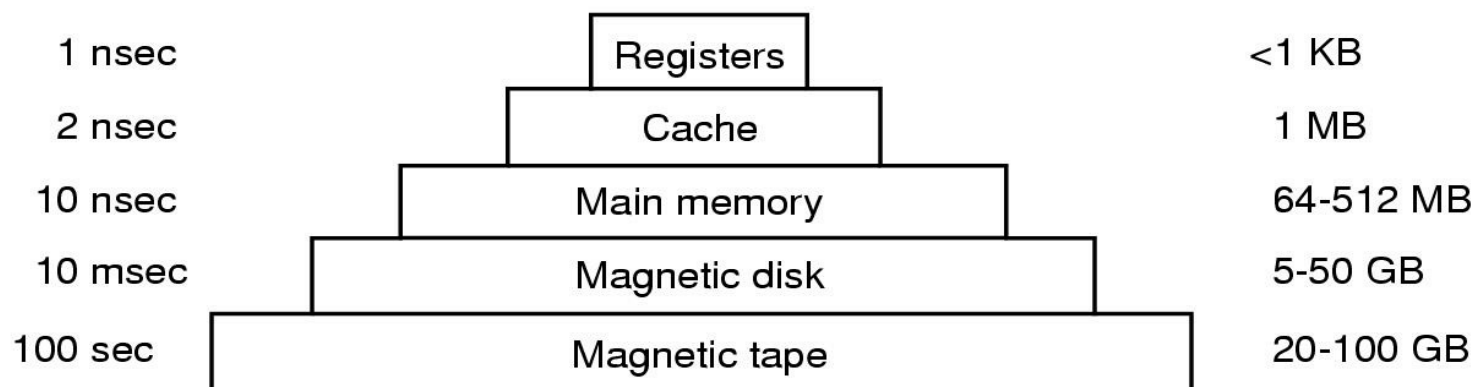 1 nsec Registers <1 KB
2 nsec Cache 1 MB
10 nsec Main memory 64-512 MB
10 msec Magnetic disk 5-50 GB
100 sec Magnetic tape 20-100 GB